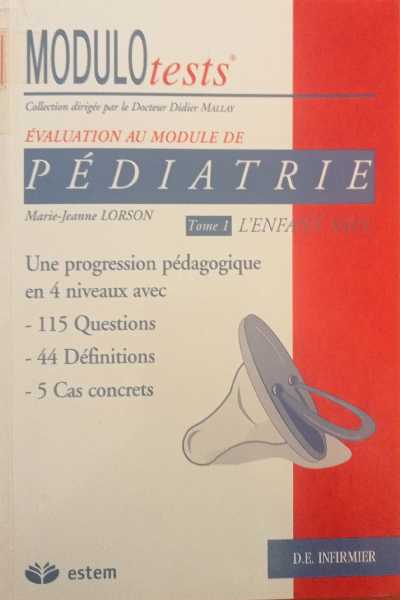 MODULOtests®
Collection dirigée par le Docteur Didier MALLAY
ÉVALUATION AU MODULE DE
PÉDIATRIE
Marie-Jeanne LORSON
Tome 1 L'ENFANT
Une progression pédagogique
en 4 niveaux avec
- 115 Questions
- 44 Définitions
- 5 Cas concrets
estem
D.E. INFIRMIER